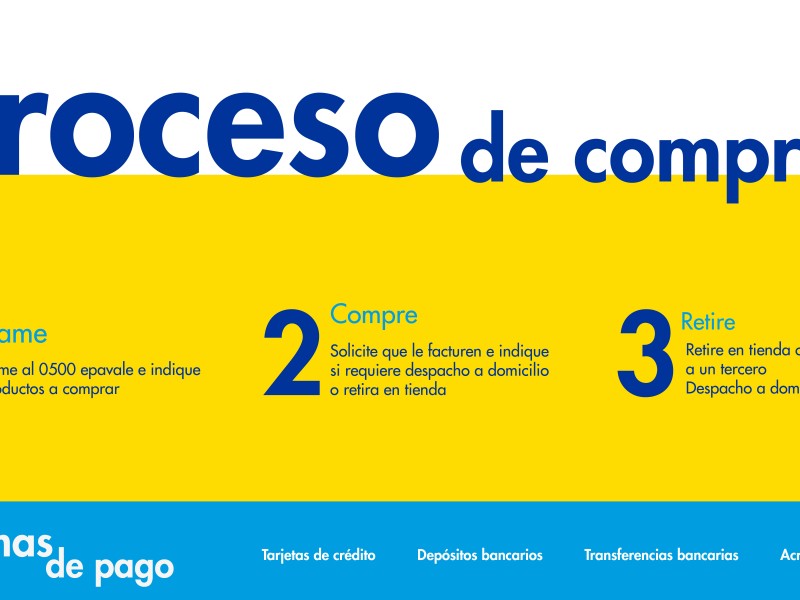 roceso de compr
ame
me al 0500 epavale e indique
oductos a comprar
2 Compre
Solicite que le facturen e indique
si requiere despacho a domicilio
o retira en tienda
3 Retire
Retire en tienda o
a un tercero
Despacho a dom
mas
de pago
Tarjetas de crédito
Depósitos bancarios
Transferencias bancarias
Acr